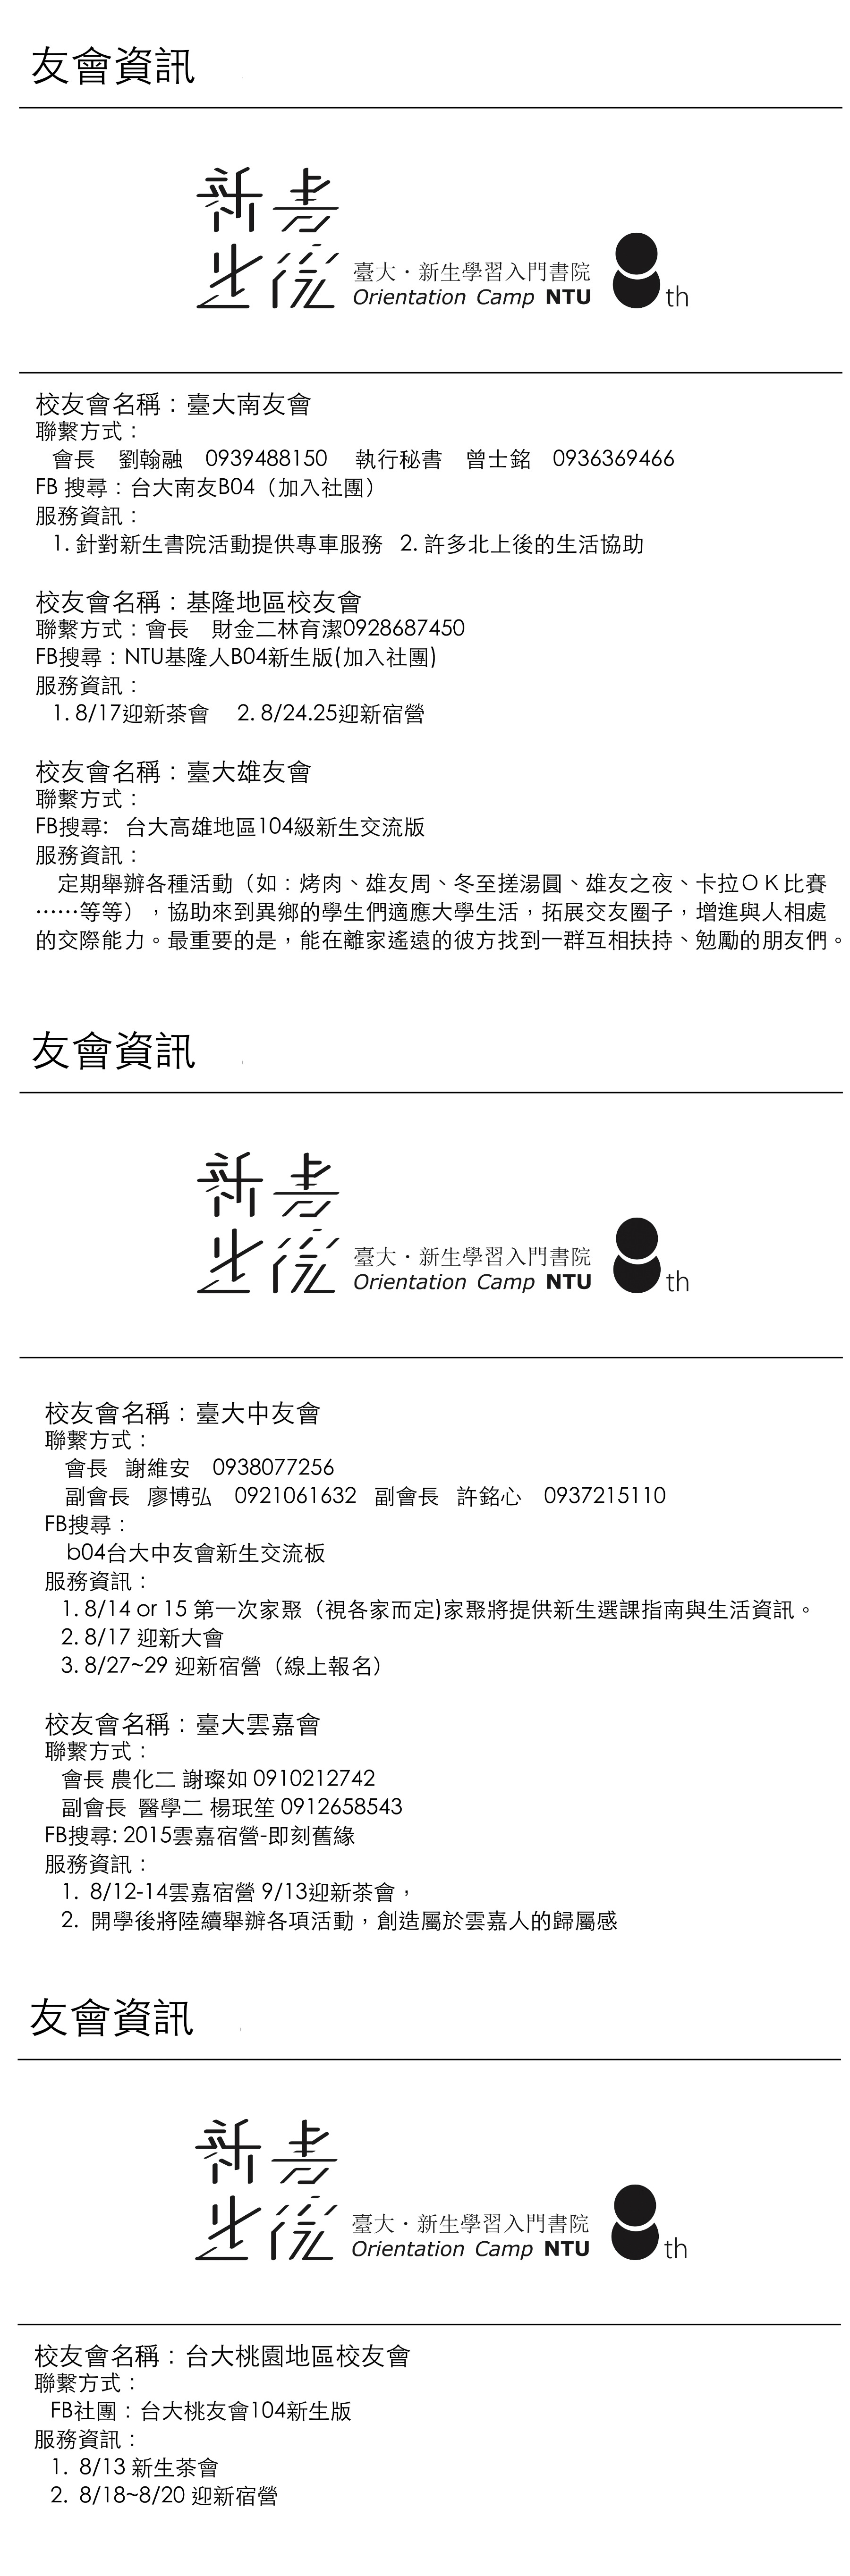 友會資訊
新書
生院
臺大·新生學習入門書院
Orientation Camp NTU
8th
校友會名稱：臺大南友會
聯繫方式：
會長 劉翰融 0939488150 執行秘書 曾士銘 0936369466
FB 搜尋：台大南友B04（加入社團）
服務資訊：
1. 針對新生書院活動提供專車服務 2. 許多北上後的生活協助
校友會名稱：基隆地區校友會
聯繫方式：會長 財金二林育潔0928687450
FB搜尋：NTU基隆人B04新生版(加入社團)
服務資訊：
1. 8/17迎新茶會 2. 8/24.25迎新宿營
校友會名稱：臺大雄友會
聯繫方式：
FB搜尋: 台大高雄地區104級新生交流版
服務資訊：
定期舉辦各種活動（如：烤肉、雄友周、冬至搓湯圓、雄友之夜、卡拉ＯＫ比賽
……等等），協助來到異鄉的學生們適應大學生活，拓展交友圈子，增進與人相處
的交際能力。最重要的是，能在離家遙遠的彼方找到一群互相扶持、勉勵的朋友們。
友會資訊
新書
生院
臺大·新生學習入門書院
Orientation Camp NTU
8th
校友會名稱：臺大中友會
聯繫方式：
會長 謝維安 0938077256
副會長 廖博弘 0921061632 副會長 許銘心 0937215110
FB搜尋：
b04台大中友會新生交流板
服務資訊：
1. 8/14 or 15 第一次家聚（視各家而定)家聚將提供新生選課指南與生活資訊。
2. 8/17 迎新大會
3. 8/27~29 迎新宿營（線上報名）
校友會名稱：臺大雲嘉會
聯繫方式：
會長 農化二 謝璨如 0910212742
副會長 醫學二 楊珉笙 0912658543
FB搜尋: 2015雲嘉宿營-即刻舊緣
服務資訊：
1. 8/12-14雲嘉宿營 9/13迎新茶會，
2. 開學後將陸續舉辦各項活動，創造屬於雲嘉人的歸屬感
友會資訊
新書
生院
臺大·新生學習入門書院
Orientation Camp NTU
8th
校友會名稱：台大桃園地區校友會
聯繫方式：
FB社團：台大桃友會104新生版
服務資訊：
1. 8/13 新生茶會
2. 8/18~8/20 迎新宿營